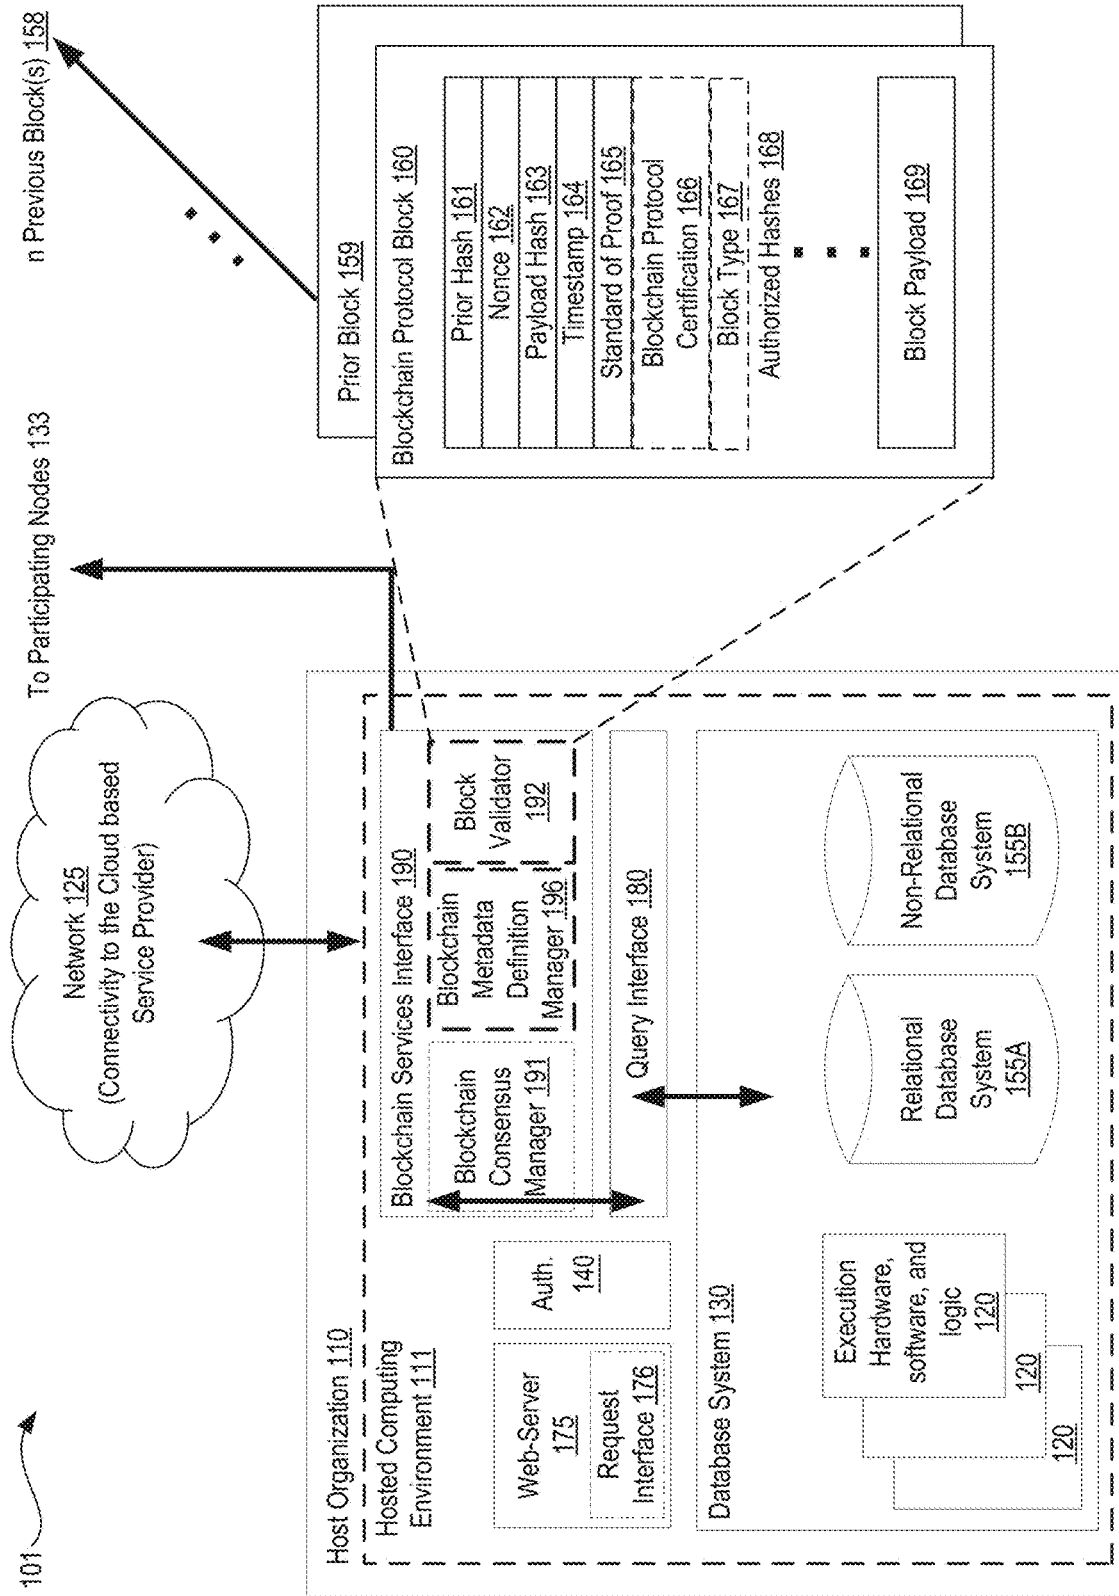 101
n Previous Block(s) 158
To Participating Nodes 133
Network 125
(Connectivity to the Cloud based
Service Provider)
Host Organization 110
Hosted Computing
Environment 111
Web-Server
175
Request
Interface 176
Auth.
140
Blockchain Services Interface 190
Blockchain
Consensus
Manager 191
Blockchain
Metadata
Definition
Manager 196
Block
Validator
192
Query Interface 180
Database System 130
Execution
Hardware,
software, and
logic
120
120
120
Relational
Database
System
155A
Non-Relational
Database
System
155B
Prior Block 159
Blockchain Protocol Block 160
Prior Hash 161
Nonce 162
Payload Hash 163
Timestamp 164
Standard of Proof 165
Blockchain Protocol
Certification 166
Block Type 167
Authorized Hashes 168
Block Payload 169